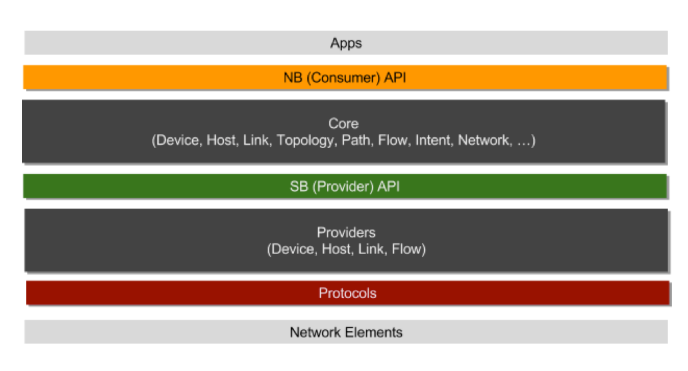 Apps
NB (Consumer) API
Core
(Device, Host, Link, Topology, Path, Flow, Intent, Network, …)
SB (Provider) API
Providers
(Device, Host, Link, Flow)
Protocols
Network Elements